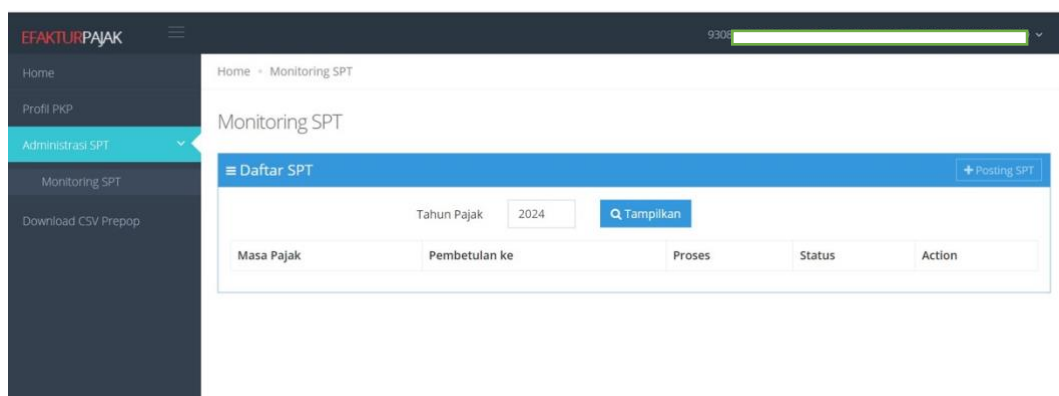 EFAKTURPAJAK
9308
Home
Profil PKP
Administrasi SPT
Monitoring SPT
Download CSV Prepop
Home Monitoring SPT
Monitoring SPT
Daftar SPT + Posting SPT
Tahun Pajak 2024 Tampilkan
Masa Pajak Pembetulan ke Proses Status Action